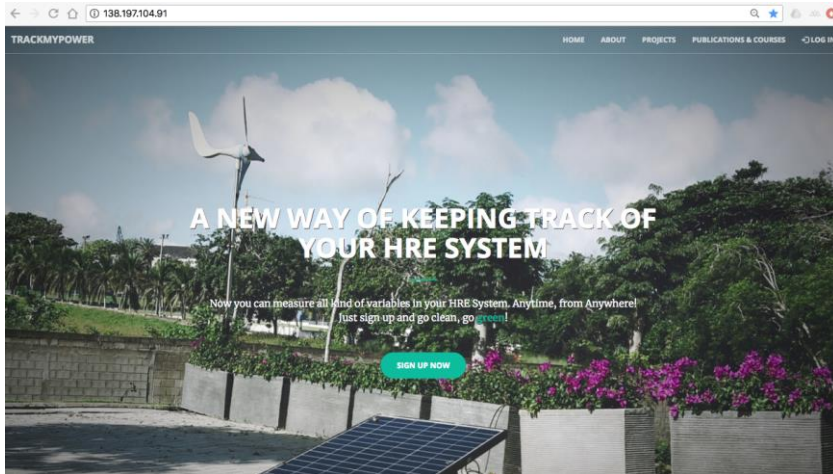 138.197.104.91
TRACKMYPOWER HOME ABOUT PROJECTS PUBLICATIONS & COURSES LOG IN
A NEW WAY OF KEEPING TRACK OF
YOUR HRE SYSTEM
Now you can measure all kind of variables in your HRE System. Anytime, from Anywhere!
Just sign up and go clean, go green!
SIGN UP NOW